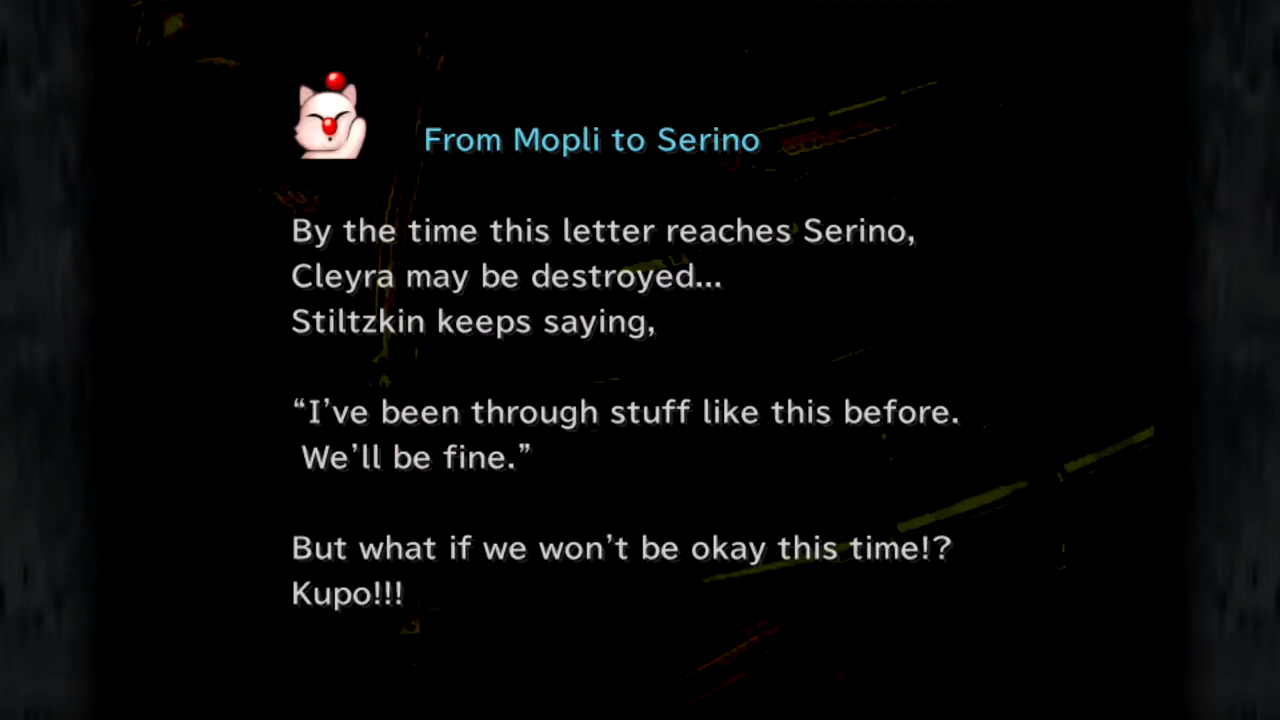 From Mopli to Serino
By the time this letter reaches Serino,
Cleyra may be destroyed...
Stiltzkin keeps saying,
“I’ve been through stuff like this before.
We’ll be fine.”
But what if we won’t be okay this time!?
Kupo!!!